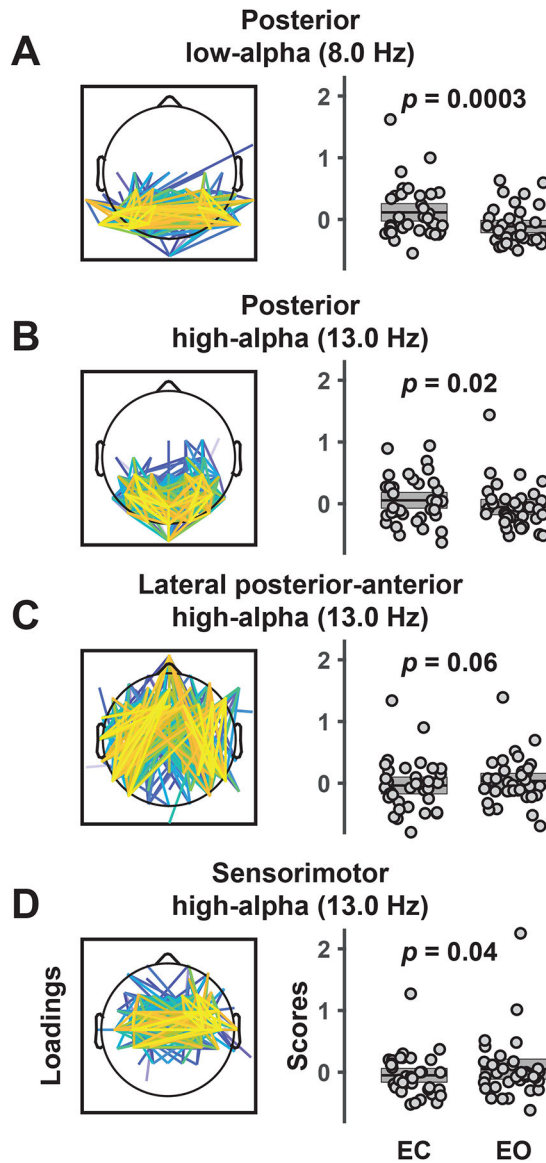 Posterior
A low-alpha (8.0 Hz)
2
p = 0.0003
1
0
Posterior
B high-alpha (13.0 Hz)
2
p = 0.02
1
0
Lateral posterior-anterior
C high-alpha (13.0 Hz)
2
p = 0.06
1
0
Sensorimotor
D high-alpha (13.0 Hz)
2
p = 0.04
1
0
Loadings
Scores
EC EO